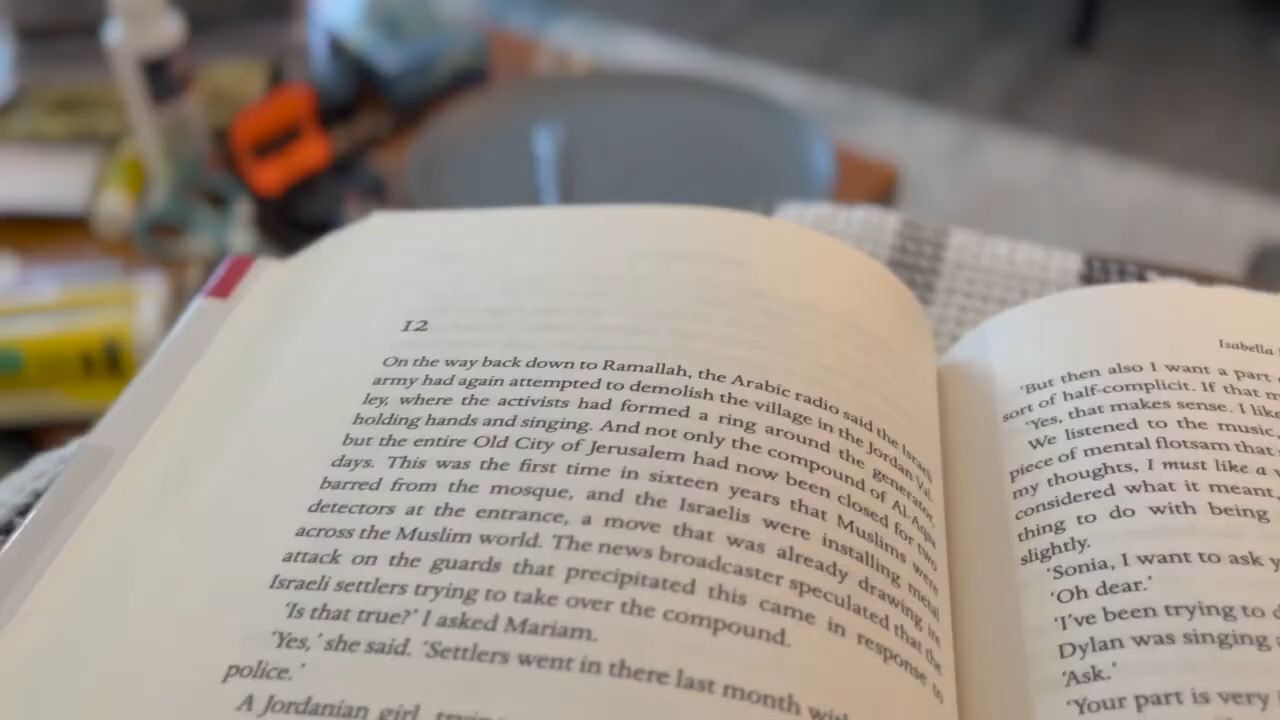 12
On the way back down to Ramallah, the Arabic radio said the Israeli
army had again attempted to demolish the village in the Jordan Val-
ley, where the activists had formed a ring around the generator,
holding hands and singing. And not only the compound of Al-Aqsa
but the entire Old City of Jerusalem had now been closed for two
days. This was the first time in sixteen years that Muslims were
barred from the mosque, and the Israelis were installing metal
detectors at the entrance, a move that was already drawing ire
across the Muslim world. The news broadcaster speculated that the
attack on the guards that precipitated this came in response to
Israeli settlers trying to take over the compound.
‘Is that true?’ I asked Mariam.
‘Yes,’ she said. ‘Settlers went in there last month with
police.’
A Jordanian girl,
Isabella
‘But then also I want a part
sort of half-complicit. If that
‘Yes, that makes sense. I like
We listened to the music.
piece of mental flotsam that
my thoughts, I must like a
considered what it meant,
thing to do with being
slightly.
‘Sonia, I want to ask
‘Oh dear.’
‘I’ve been trying to
Dylan was singing
‘Ask.’
‘Your part is very